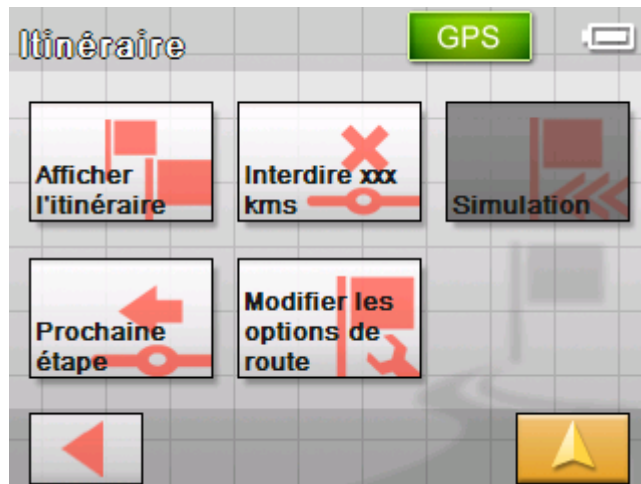 Itinéraire
GPS
Afficher
l'itinéraire
Interdire xxx
kms
Simulation
Prochaine
étape
Modifier les
options de
route